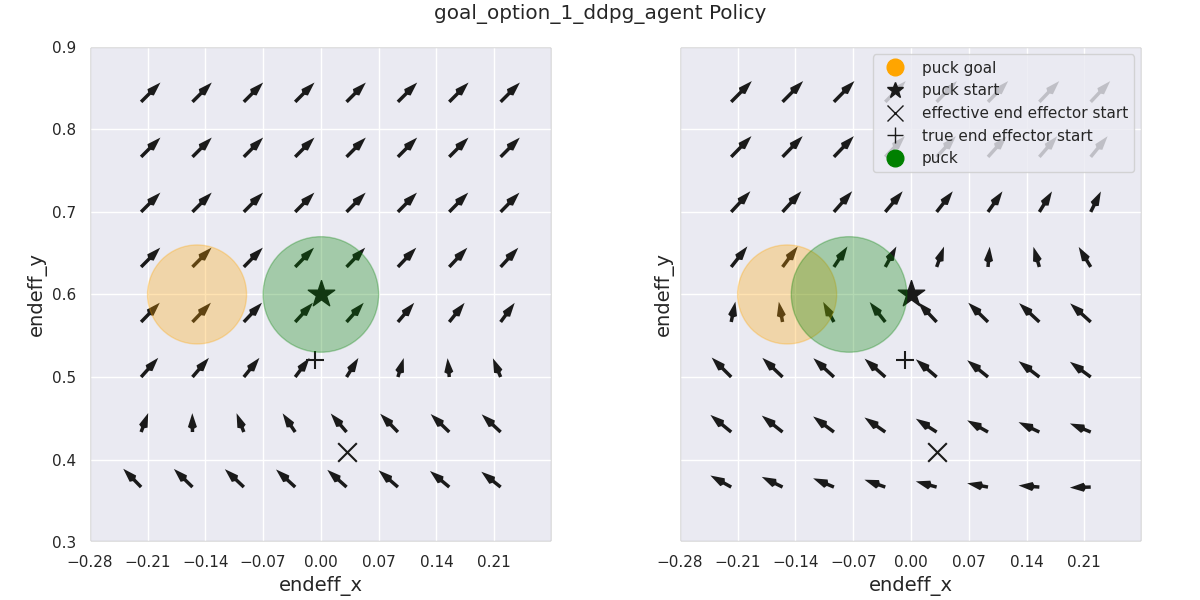 goal_option_1_ddpg_agent Policy
0.9
0.8
0.7
0.6
0.5
0.4
0.3
endeff_y
−0.28 −0.21 −0.14 −0.07 0.00 0.07 0.14 0.21
endeff_x
puck goal
puck start
effective end effector start
true end effector start
puck
endeff_y
−0.28 −0.21 −0.14 −0.07 0.00 0.07 0.14 0.21
endeff_x